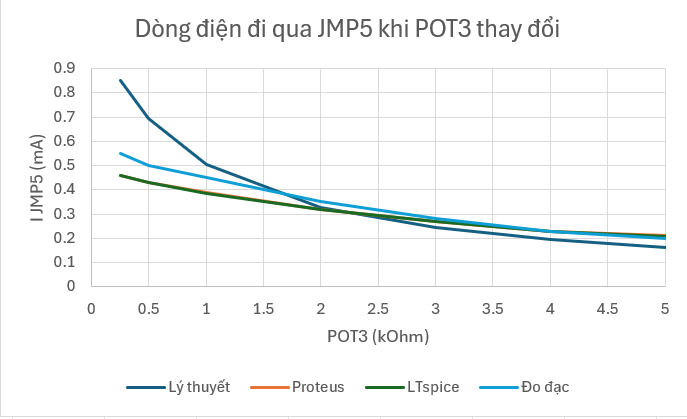 Dòng điện đi qua JMP5 khi POT3 thay đổi
0.9
0.8
0.7
0.6
0.5
0.4
0.3
0.2
0.1
0
I JMP5 (mA)
0 0.5 1 1.5 2 2.5 3 3.5 4 4.5 5
POT3 (kOhm)
Lý thuyết Proteus LTspice Đo đạc